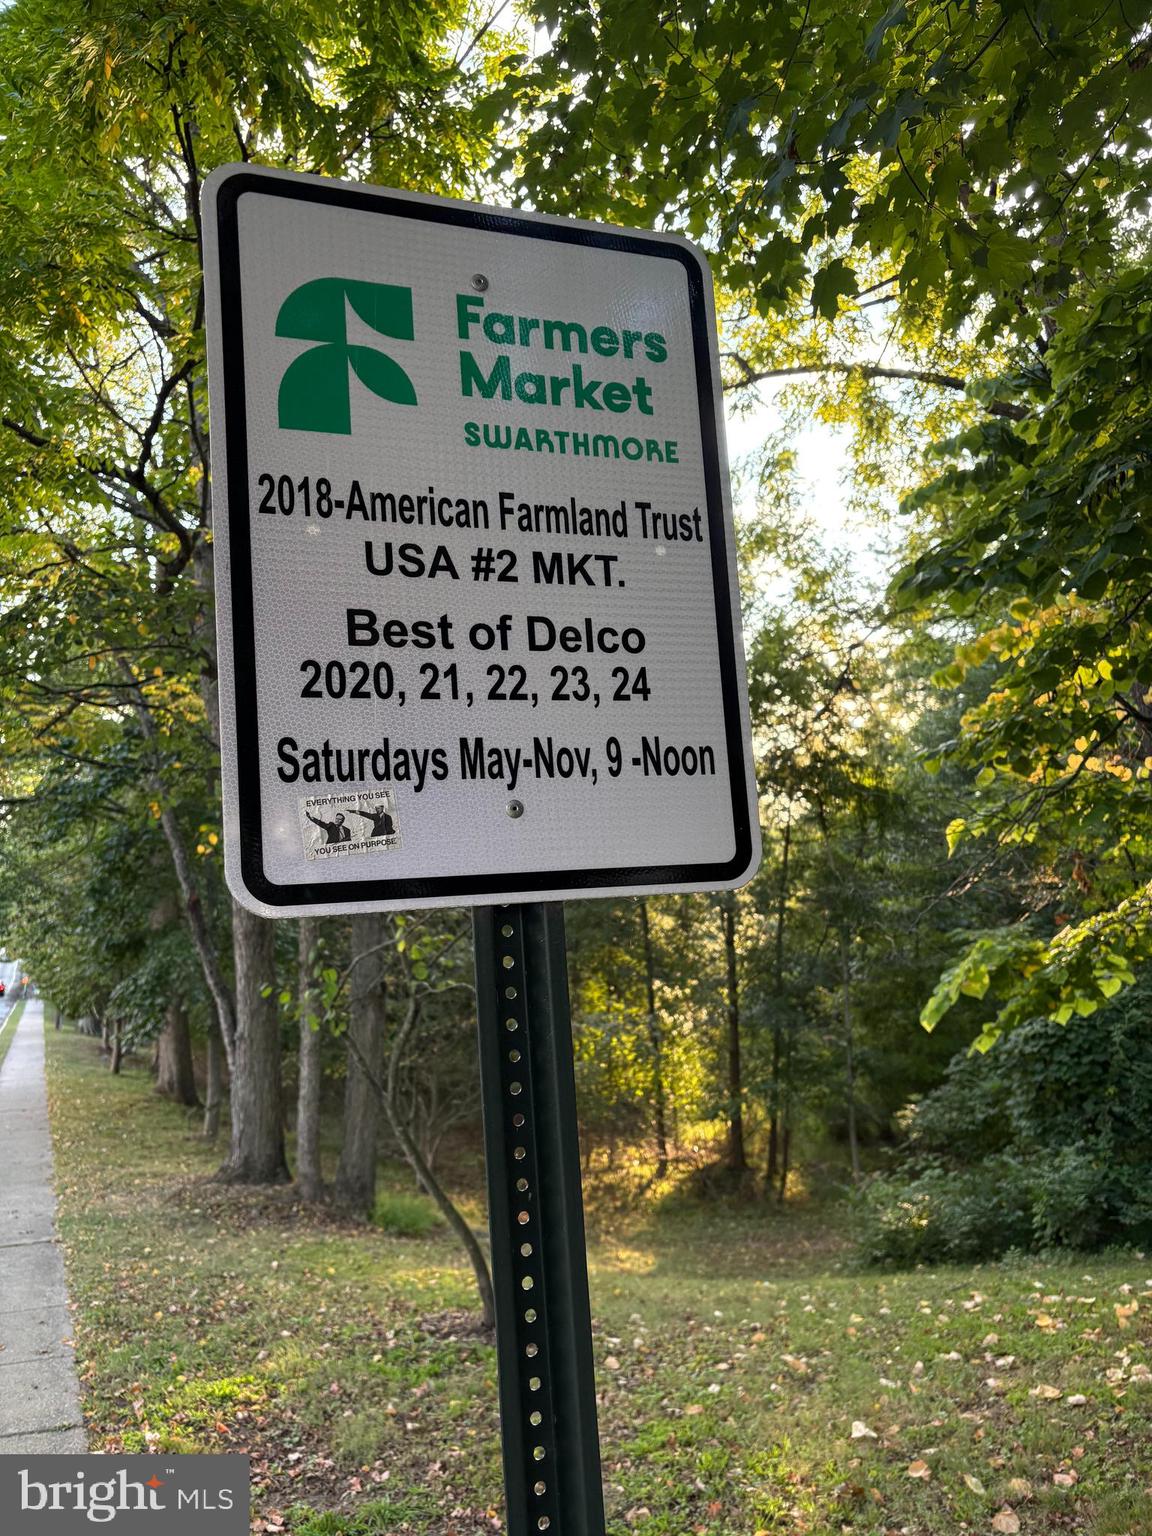 Farmers
Market
SWARTHMORE
2018-American Farmland Trust
USA #2 MKT.
Best of Delco
2020, 21, 22, 23, 24
Saturdays May-Nov, 9 -Noon
EVERYTHING YOU SEE
YOU SEE ON PURPOSE
bright™ MLS